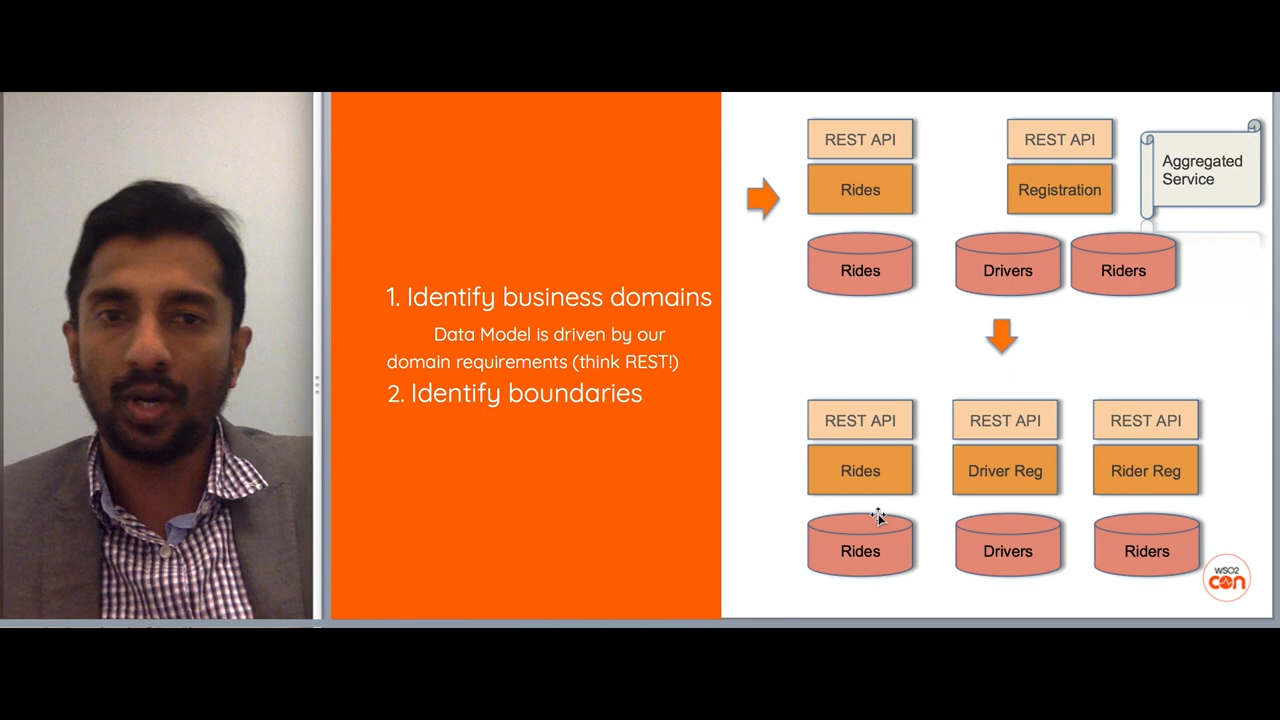 1. Identify business domains
Data Model is driven by our
domain requirements (think REST!)
2. Identify boundaries
REST API
REST API
Rides
Registration
Aggregated
Service
Rides
Drivers
Riders
REST API
REST API
REST API
Rides
Driver Reg
Rider Reg
Rides
Drivers
Riders
WSO2
con